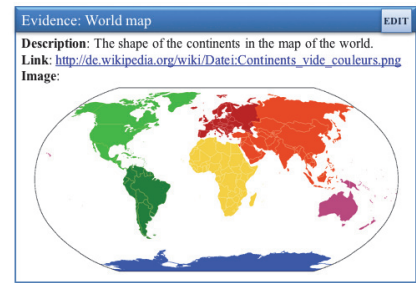 Evidence: World map
EDIT
Description: The shape of the continents in the map of the world.
Link: http://de.wikipedia.org/wiki/Datei:Continents_vide_couleurs.png
Image: